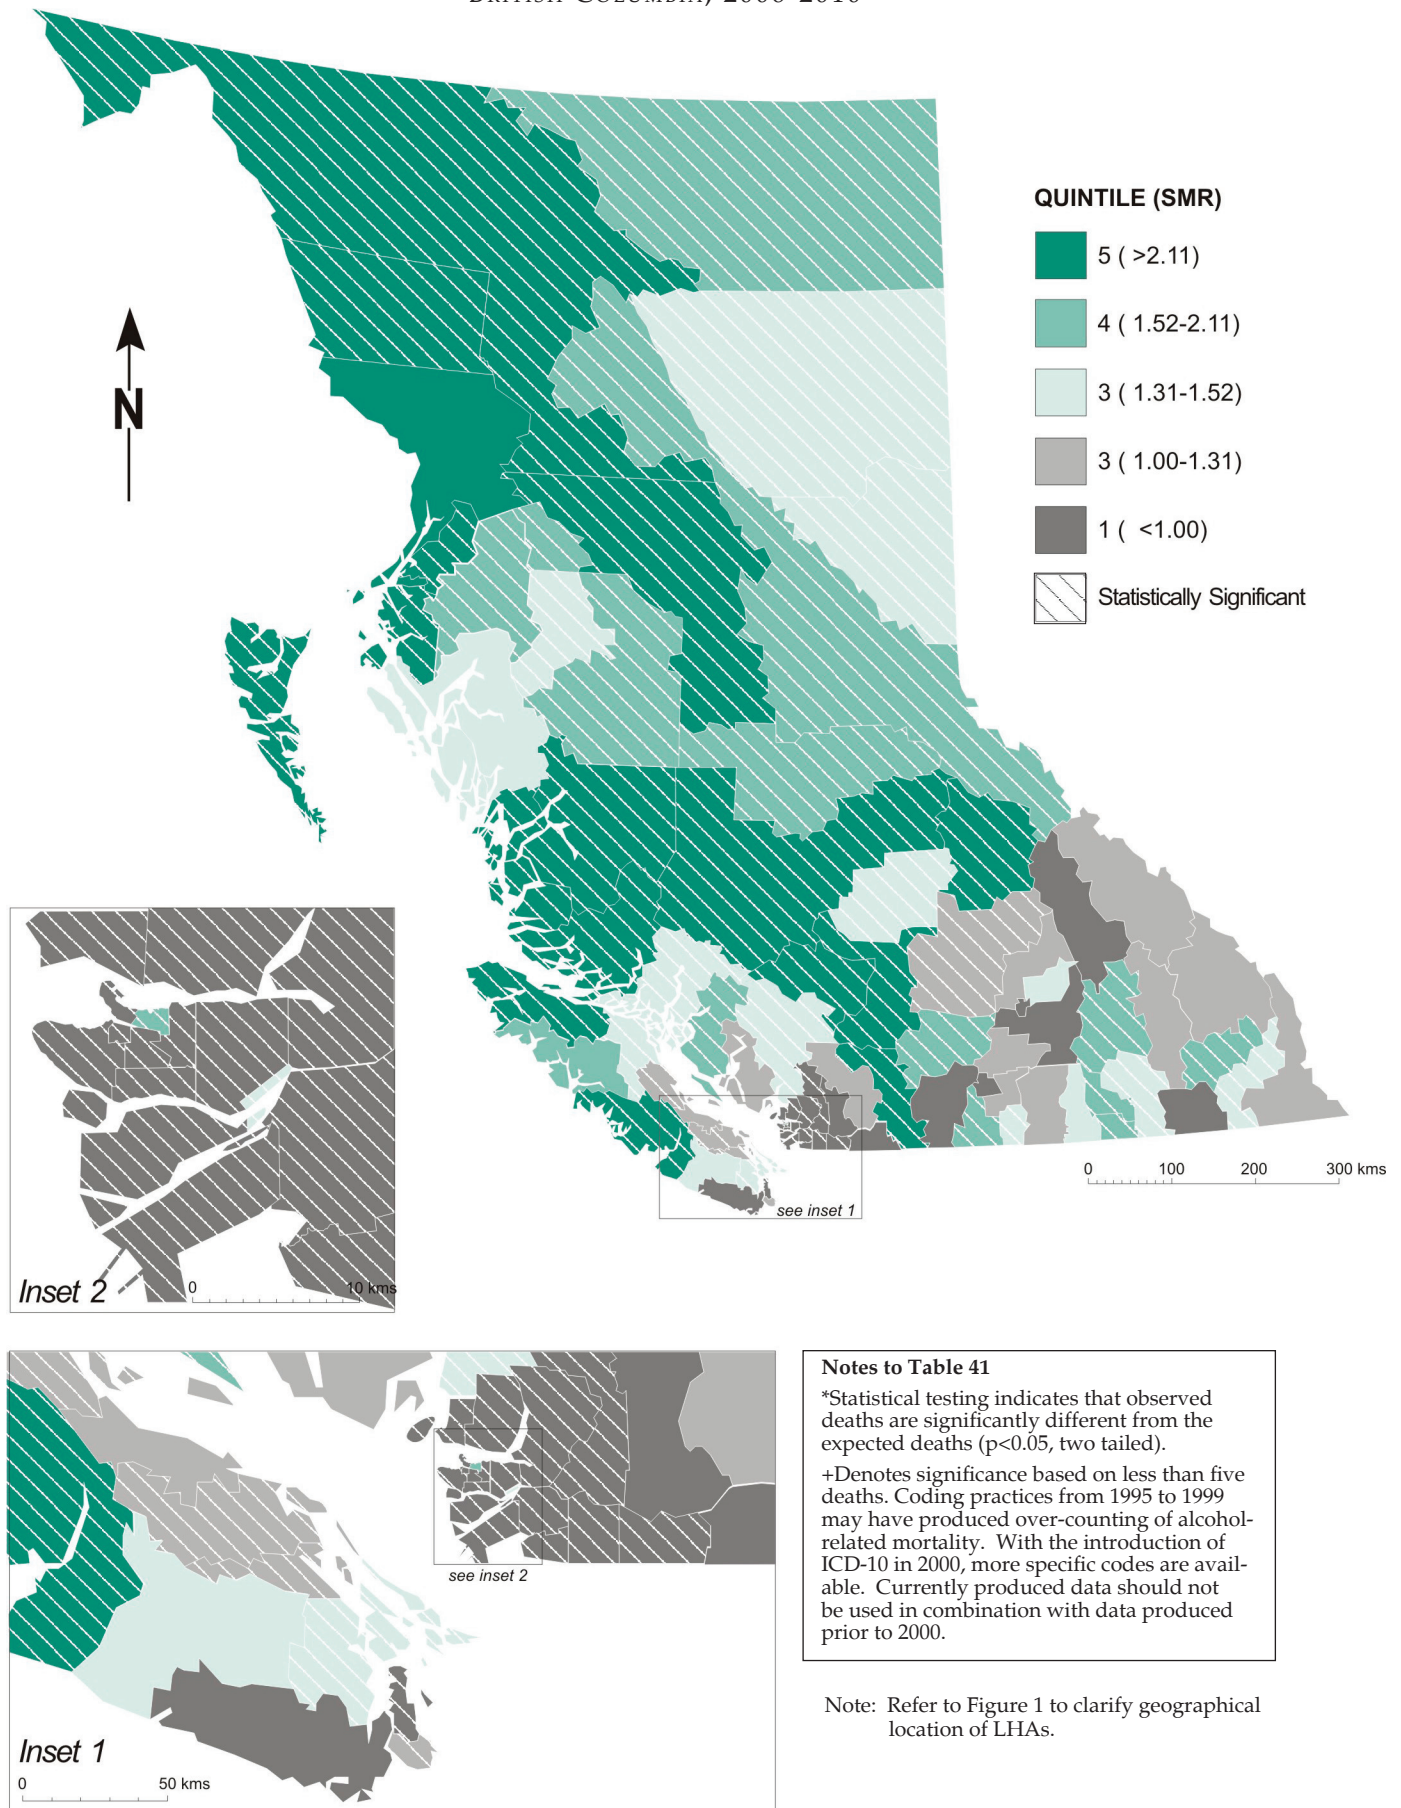 QUINTILE (SMR)
5 ( >2.11)
4 ( 1.52-2.11)
3 ( 1.31-1.52)
3 ( 1.00-1.31)
1 ( <1.00)
Statistically Significant
N
0 100 200 300 kms
see inset 1
Inset 2
0 10 kms
see inset 2
Inset 1
0 50 kms
Notes to Table 41
*Statistical testing indicates that observed
deaths are significantly different from the
expected deaths (p<0.05, two tailed).
+Denotes significance based on less than five
deaths. Coding practices from 1995 to 1999
may have produced over-counting of alcohol-
related mortality. With the introduction of
ICD-10 in 2000, more specific codes are avail-
able. Currently produced data should not
be used in combination with data produced
prior to 2000.
Note: Refer to Figure 1 to clarify geographical
location of LHAs.